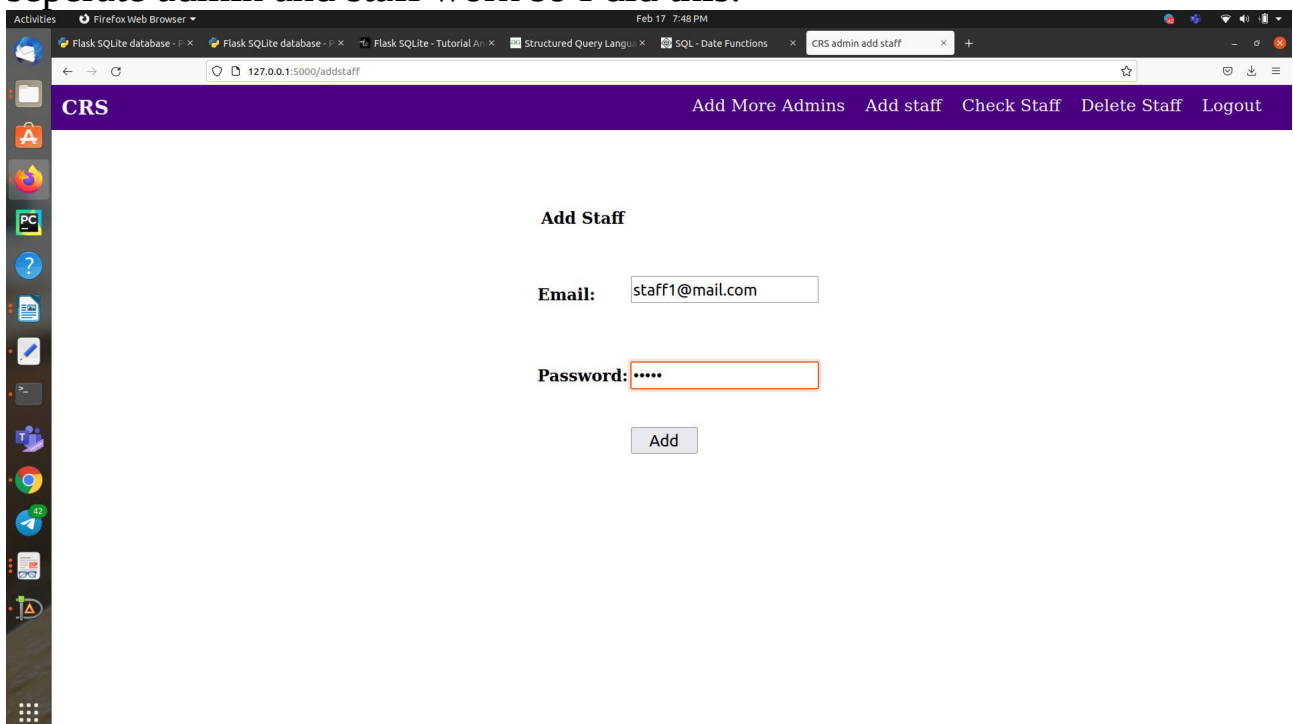 seperate admin and staff work so I did this.
Activities Firefox Web Browser Feb 17 7:48 PM
Flask SQLite database - P Flask SQLite database - P Flask SQLite - Tutorial An Structured Query Langua SQL - Date Functions CRS admin add staff
127.0.0.1:5000/addstaff
CRS Add More Admins Add staff Check Staff Delete Staff Logout
Add Staff
Email: staff1@mail.com
Password: •••••
Add
PC
42